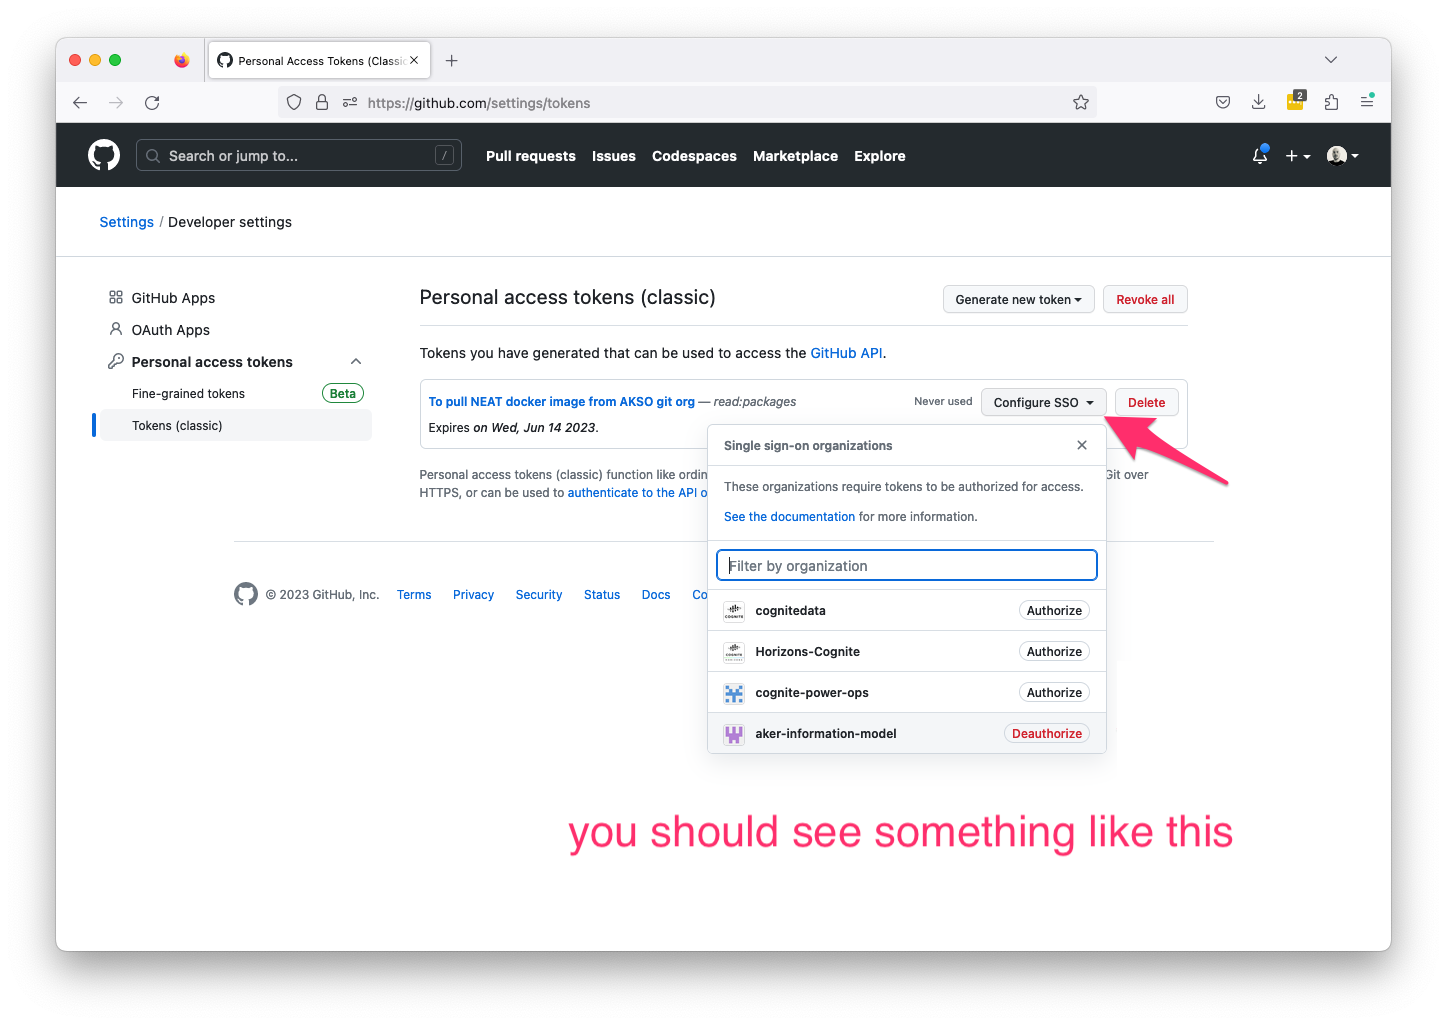 Personal Access Tokens (Classic
https://github.com/settings/tokens
2
Search or jump to...
/
Pull requests
Issues
Codespaces
Marketplace
Explore
Settings / Developer settings
GitHub Apps
OAuth Apps
Personal access tokens
Fine-grained tokens
Beta
Tokens (classic)
Personal access tokens (classic)
Generate new token
Revoke all
Tokens you have generated that can be used to access the GitHub API.
To pull NEAT docker image from AKSO git org — read:packages
Never used
Configure SSO
Delete
Expires on Wed, Jun 14 2023.
Personal access tokens (classic) function like ordin
Git over
HTTPS, or can be used to authenticate to the API o
Single sign-on organizations
These organizations require tokens to be authorized for access.
See the documentation for more information.
Filter by organization
cognitedata
Authorize
Horizons-Cognite
Authorize
cognite-power-ops
Authorize
aker-information-model
Deauthorize
© 2023 GitHub, Inc.
Terms
Privacy
Security
Status
Docs
Co
you should see something like this